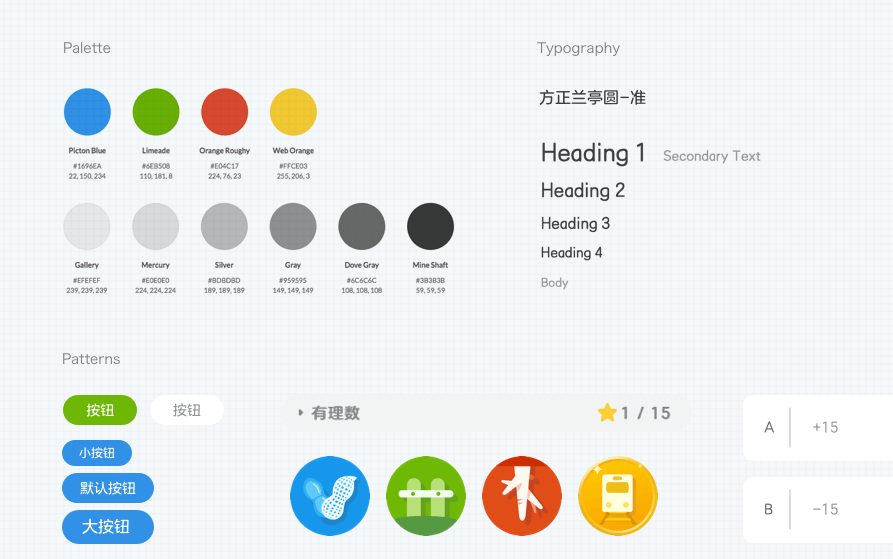 Palette
Typography
方正兰亭圆-准
Picton Blue
Limeade
Orange Roughy
Web Orange
#1696EA
#6EB508
#E04C17
#FFCE03
22, 150, 234
110, 181, 8
224, 76, 23
255, 206, 3
Heading 1
Secondary Text
Heading 2
Heading 3
Heading 4
Body
Gallery
Mercury
Silver
Gray
Dove Gray
Mine Shaft
#EFEFEF
#E0E0E0
#BDBDBD
#959595
#6C6C6C
#3B3B3B
239, 239, 239
224, 224, 224
189, 189, 189
149, 149, 149
108, 108, 108
59, 59, 59
Patterns
按钮
按钮
小按钮
默认按钮
大按钮
有理数
1 / 15
A
+15
B
-15